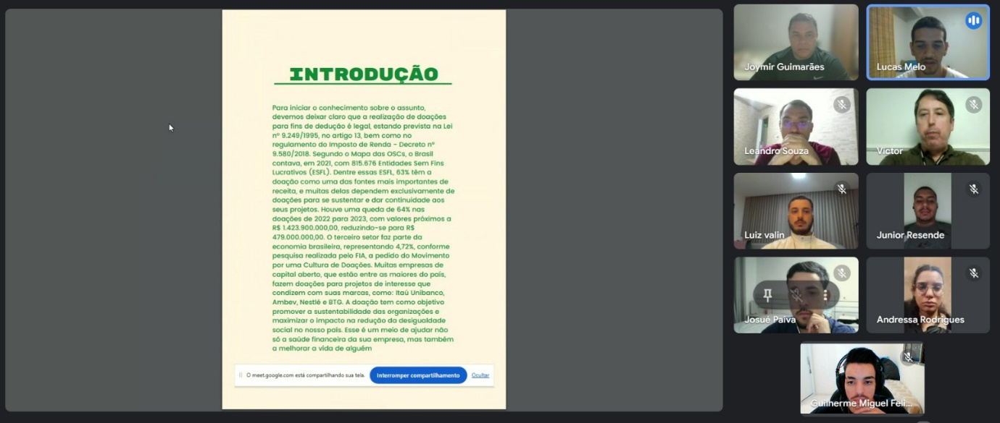 INTRODUÇÃO
Para iniciar o conhecimento sobre o assunto,
devemos deixar claro que a realização de doações
para fins de dedução é legal, estando prevista na Lei
nº 9.249/1995, no artigo 13, bem como no
regulamento do Imposto de Renda - Decreto nº
9.580/2018. Segundo o Mapa das OSCs, o Brasil
contava, em 2021, com 815.676 Entidades Sem Fins
Lucrativos (ESFL). Dentre essas ESFL, 63% têm a
doação como uma das fontes mais importantes de
receita, e muitas delas dependem exclusivamente de
doações para se sustentar e dar continuidade aos
seus projetos. Houve uma queda de 64% nas
doações de 2022 para 2023, com valores próximos a
R$ 1.423.900.000,00, reduzindo-se para R$
479.000.000,00. O terceiro setor faz parte da
economia brasileira, representando 4,72%, conforme
pesquisa realizada pelo FIA, a pedido do Movimento
por uma Cultura de Doações. Muitas empresas de
capital aberto, que estão entre as maiores do país,
fazem doações para projetos de interesse que
condizem com suas marcas, como: Itaú Unibanco,
Ambev, Nestlé e BTG. A doação tem como objetivo
promover a sustentabilidade das organizações e
maximizar o impacto na redução da desigualdade
social no nosso país. Esse é um meio de ajudar não
só a saúde financeira da sua empresa, mas também
a melhorar a vida de alguém
O meet.google.com está compartilhando sua tela.
Interromper compartilhamento
Ocultar
Joymir Guimarães
Lucas Melo
Leandro Souza
Victor
Luiz valin
Junior Resende
Josué Paiva
Andressa Rodrigues
Guilherme Miguel Feli...